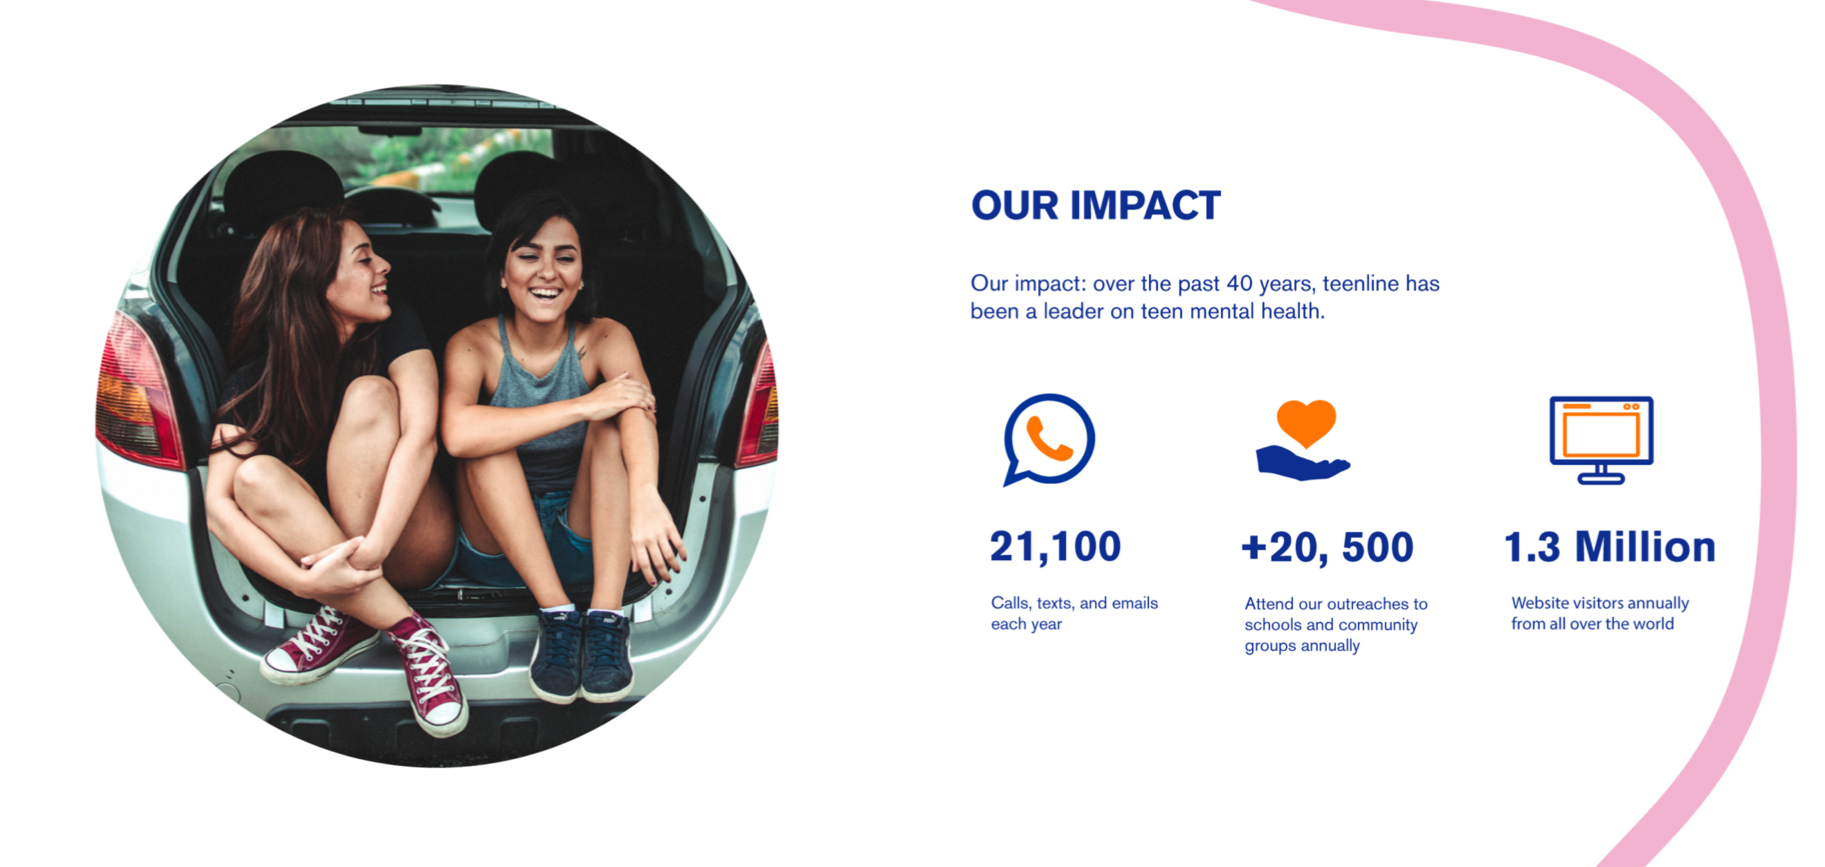 OUR IMPACT
Our impact: over the past 40 years, teenline has
been a leader on teen mental health.
21,100
Calls, texts, and emails
each year
+20, 500
Attend our outreaches to
schools and community
groups annually
1.3 Million
Website visitors annually
from all over the world